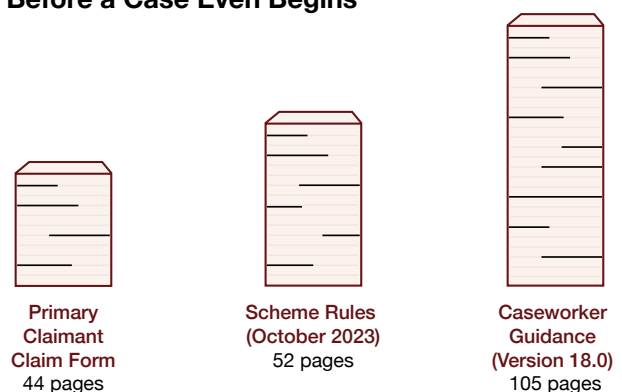 Before a Case Even Begins
Primary
Claimant
Claim Form
44 pages
Scheme Rules
(October 2023)
52 pages
Caseworker
Guidance
(Version 18.0)
105 pages